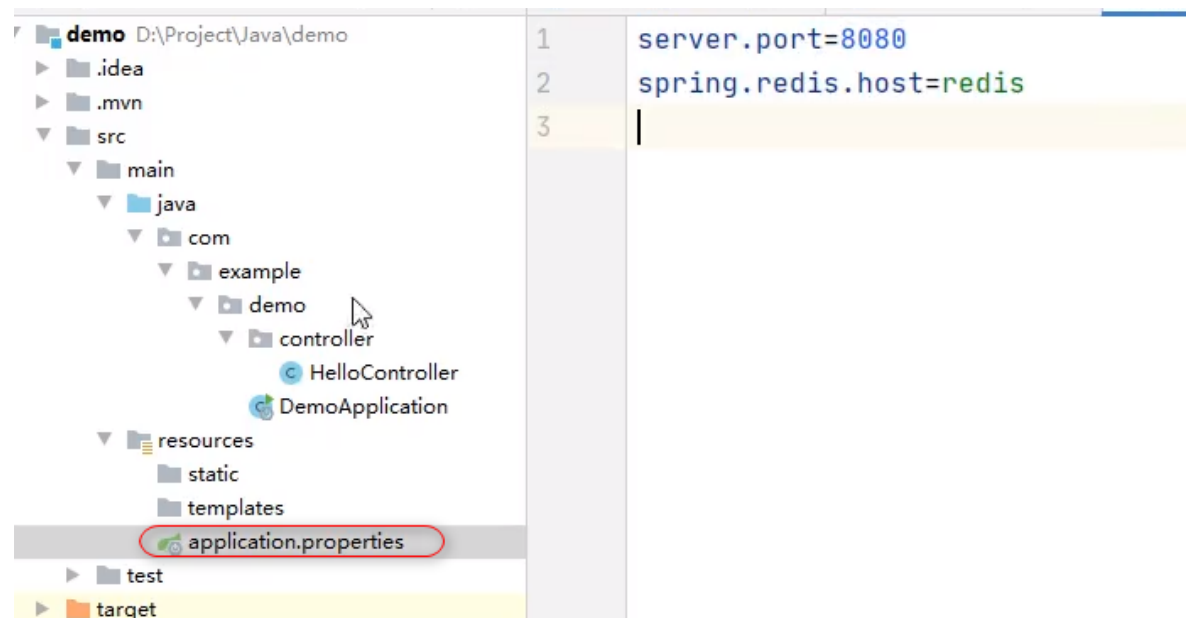 demo D:\Project\Java\demo
.idea
.mvn
src
main
java
com
example
demo
controller
HelloController
DemoApplication
resources
static
templates
application.properties
test
target
1 server.port=8080
2 spring.redis.host=redis
3